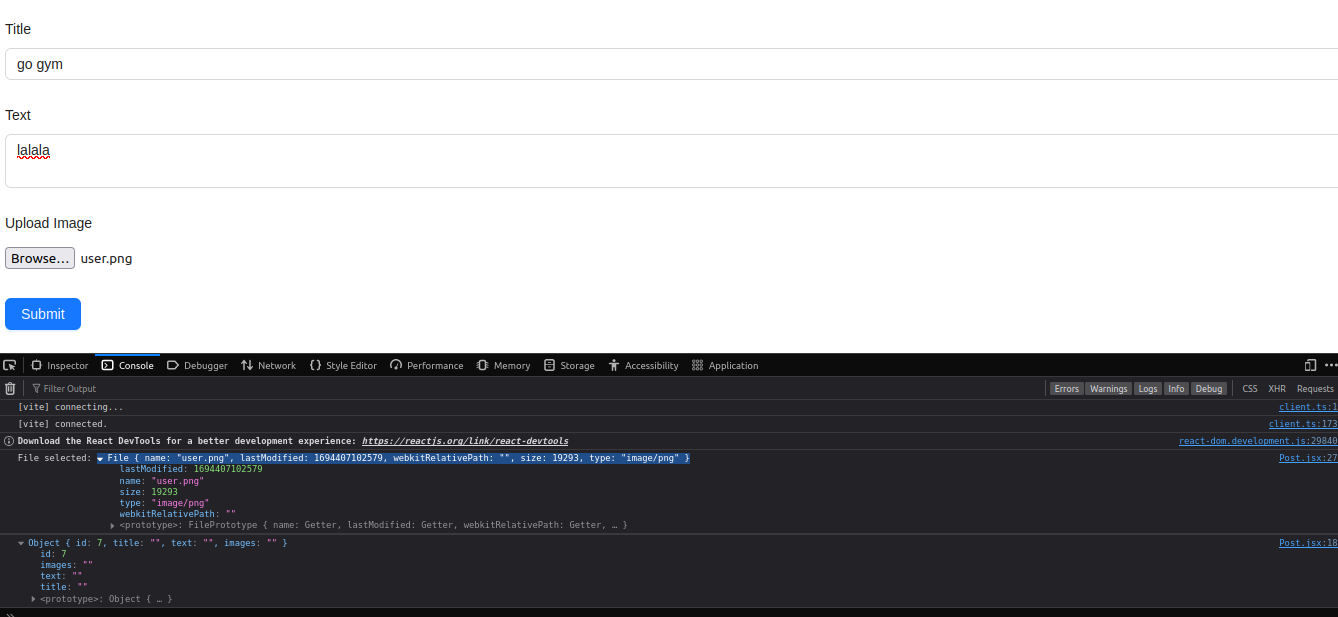 Title
go gym
Text
lalala
Upload Image
Browse... user.png
Submit
Inspector Console Debugger Network Style Editor Performance Memory Storage Accessibility Application
Filter Output Errors Warnings Logs Info Debug CSS XHR Requests
[vite] connecting... client.ts:1
[vite] connected. client.ts:173
Download the React DevTools for a better development experience: https://reactjs.org/link/react-devtools react-dom.development.js:29840
File selected: File { name: "user.png", lastModified: 1694407102579, webkitRelativePath: "", size: 19293, type: "image/png" } Post.jsx:27
lastModified: 1694407102579
name: "user.png"
size: 19293
type: "image/png"
webkitRelativePath: ""
<prototype>: FilePrototype { name: Getter, lastModified: Getter, webkitRelativePath: Getter, … }
Object { id: 7, title: "", text: "", images: "" } Post.jsx:18
id: 7
images: ""
text: ""
title: ""
<prototype>: Object { … }